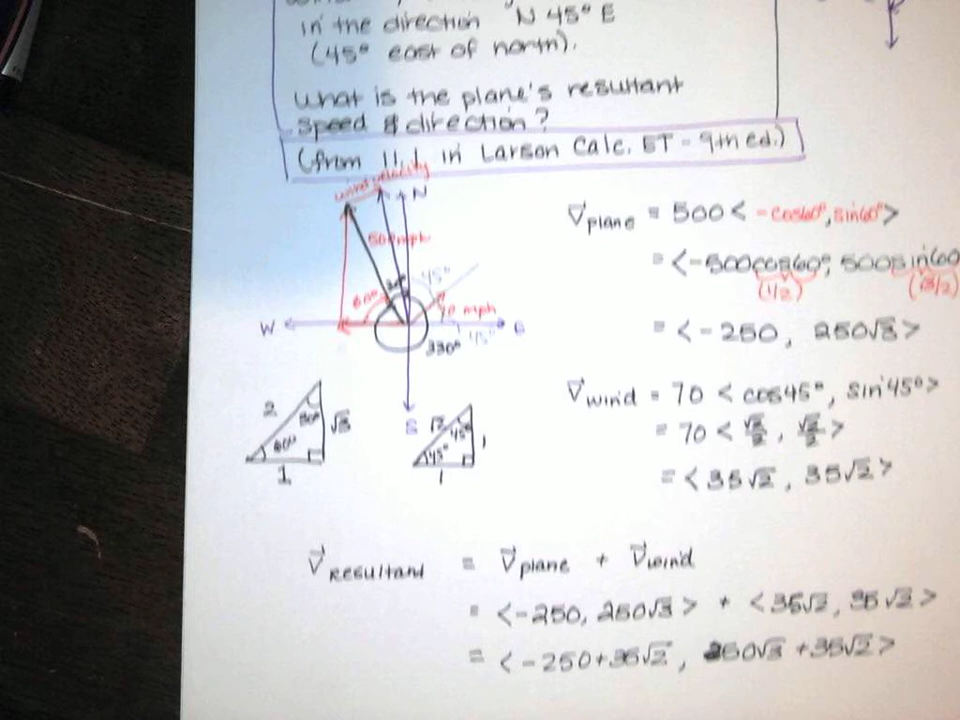 in the direction N 45° E
(45° east of north).
What is the plane's resultant
speed & direction?
(from 11.1 in Larson Calc. ET - 9th ed.)
wind velocity
N
500 mph
45°
60°
70 mph
W
E
45°
330°
S
V⃗plane = 500 < -cos60°, sin60° >
= < -500cos60°, 500sin60
(1/2) (√3/2)
= < -250, 250√3 >
2
30°
√3
60°
1
√2
45°
1
45°
1
V⃗wind = 70 < cos45°, sin45° >
= 70 < √2/2, √2/2 >
= < 35√2, 35√2 >
V⃗resultant = V⃗plane + V⃗wind
= < -250, 250√3 > + < 35√2, 35√2 >
= < -250+35√2, 250√3 +35√2 >